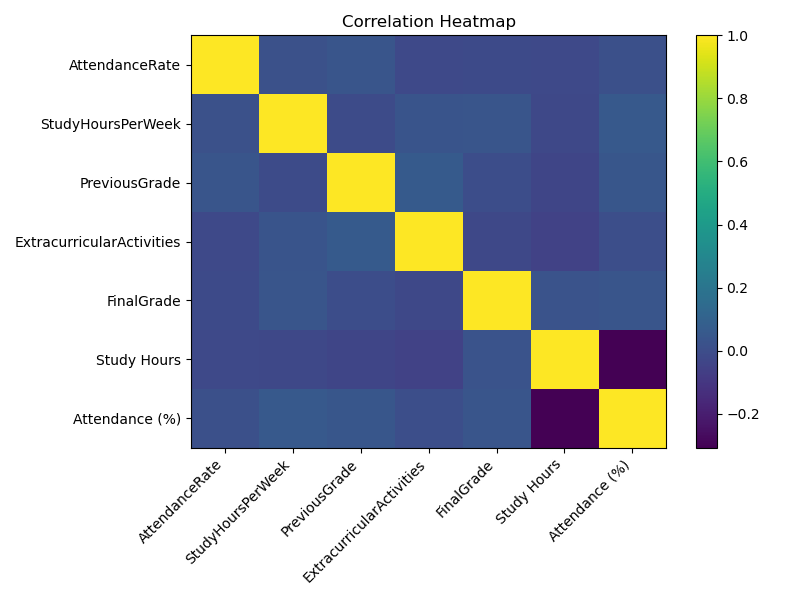 Correlation Heatmap
AttendanceRate
StudyHoursPerWeek
PreviousGrade
ExtracurricularActivities
FinalGrade
Study Hours
Attendance (%)
AttendanceRate
StudyHoursPerWeek
PreviousGrade
ExtracurricularActivities
FinalGrade
Study Hours
Attendance (%)
1.0
0.8
0.6
0.4
0.2
0.0
−0.2